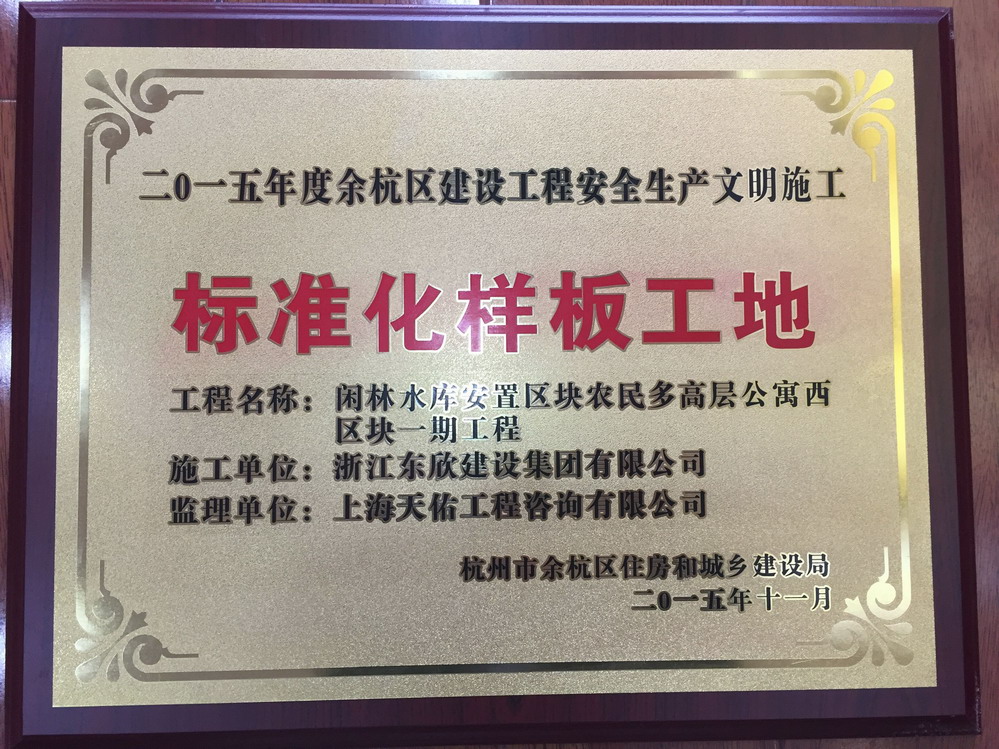 二0一五年度余杭区建设工程安全生产文明施工
标准化样板工地
工程名称：闲林水库安置区块农民多高层公寓西
区块一期工程
施工单位：浙江东欣建设集团有限公司
监理单位：上海天佑工程咨询有限公司
杭州市余杭区住房和城乡建设局
二0一五年十一月